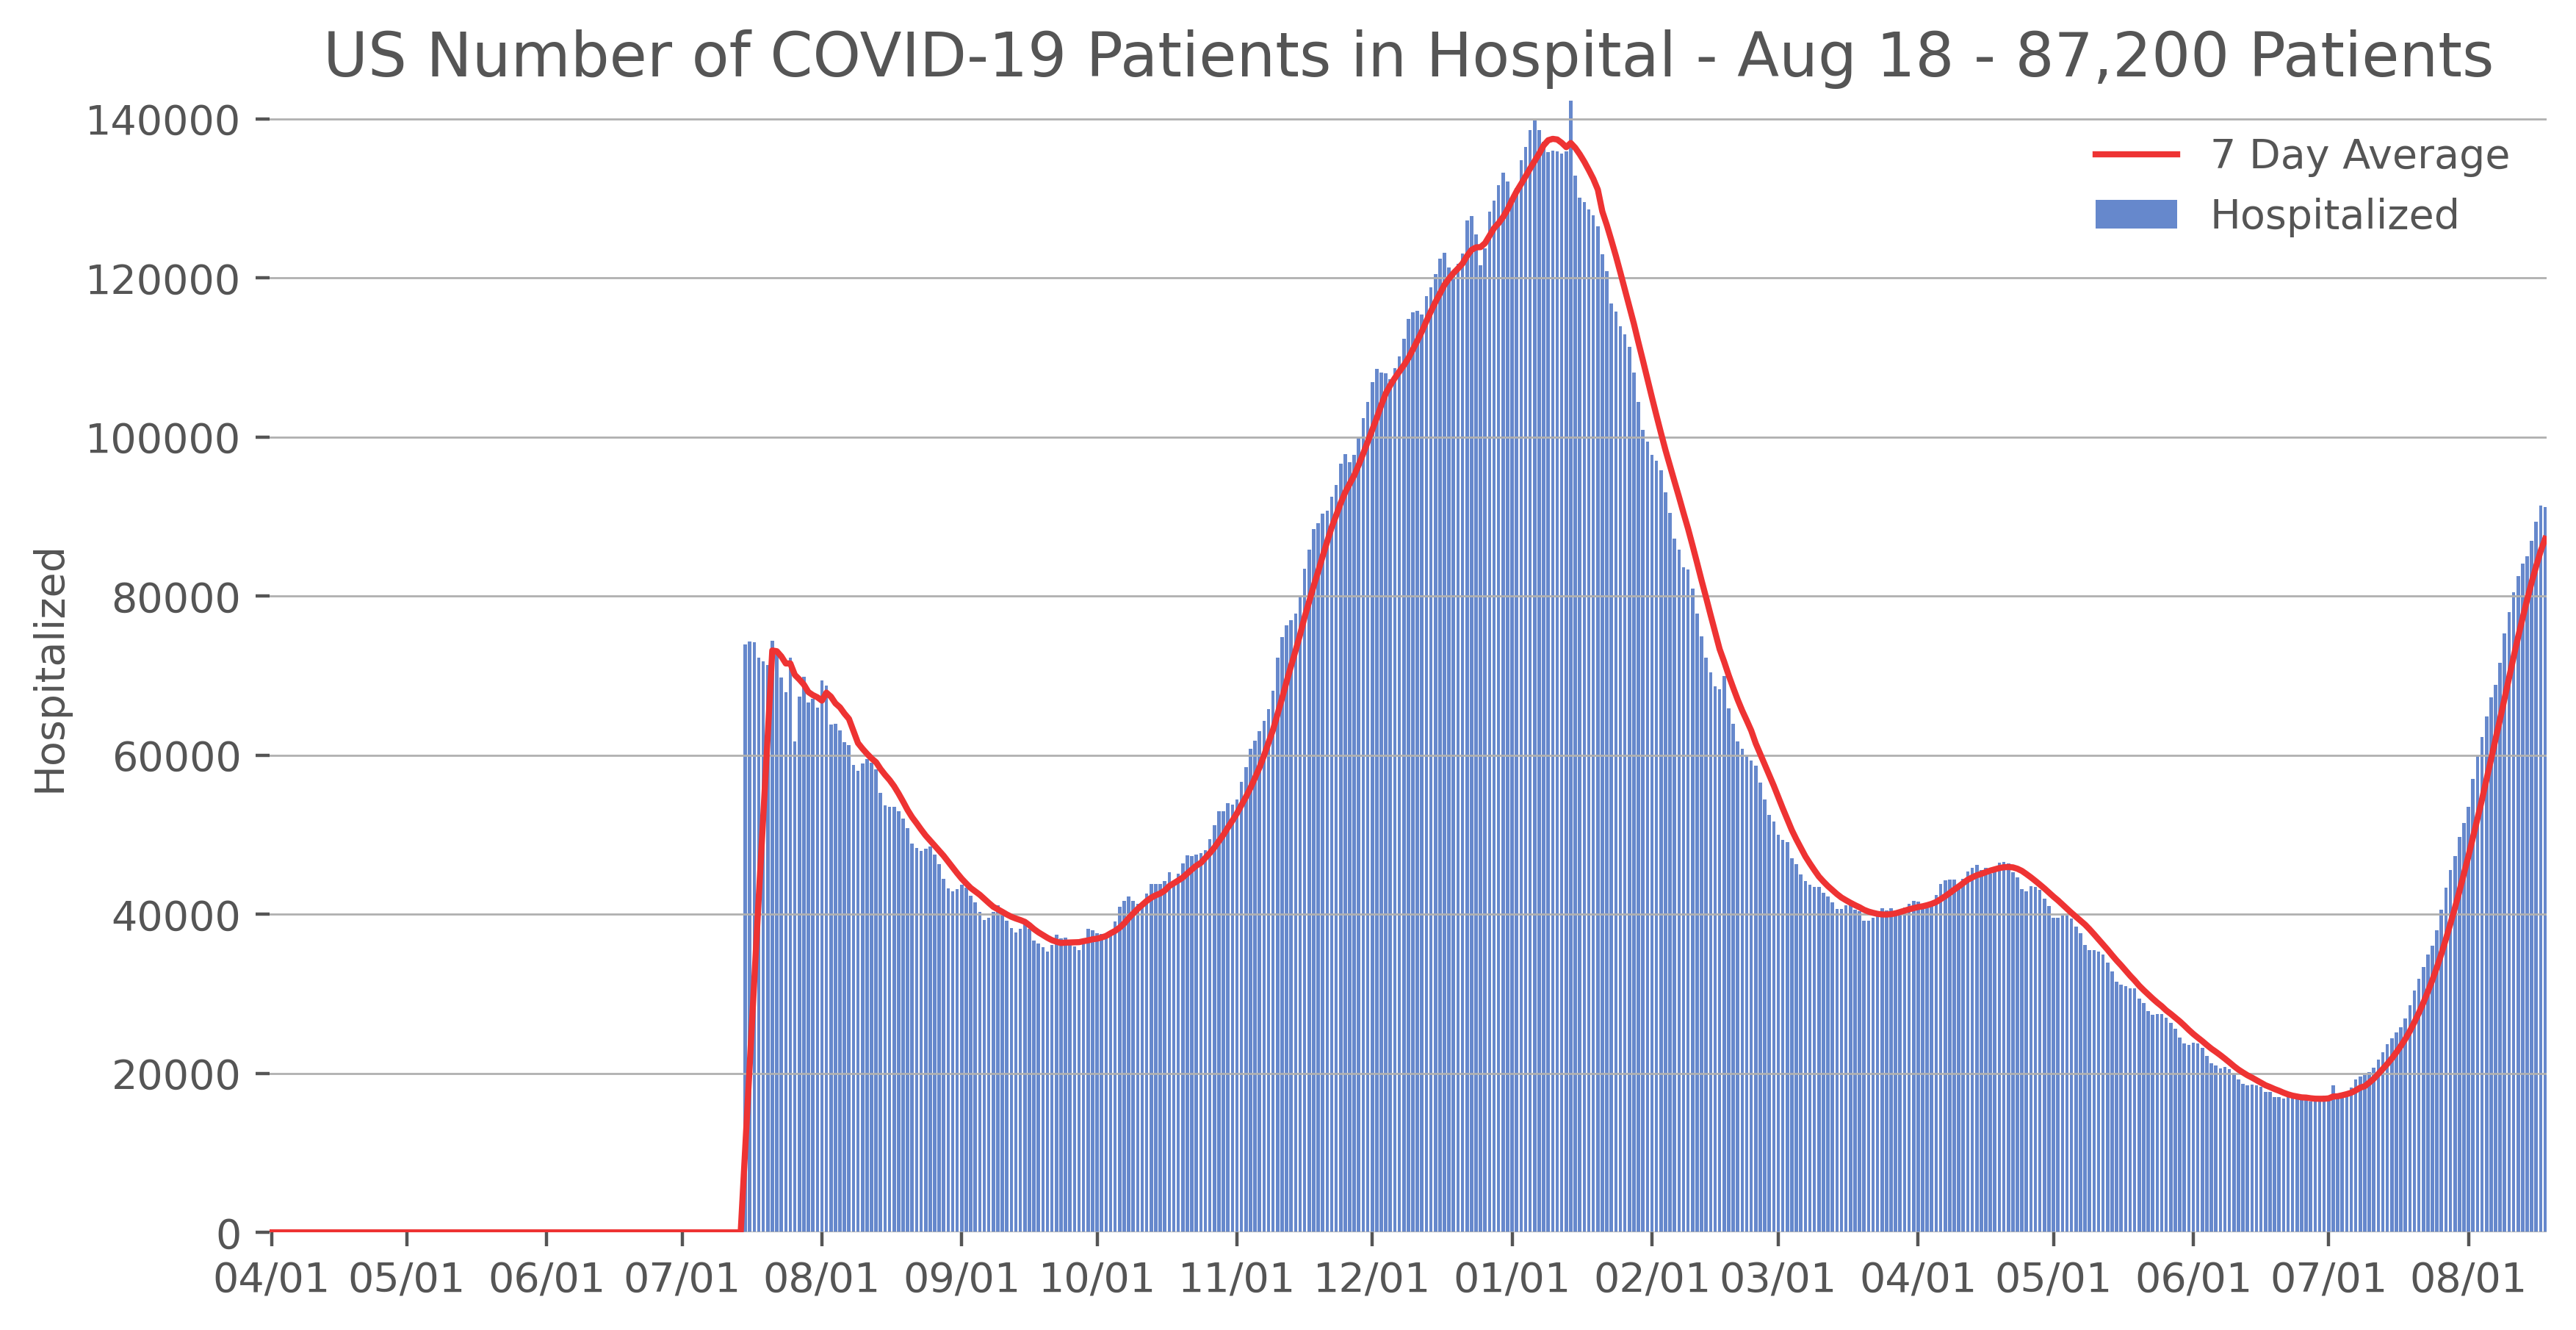 US Number of COVID-19 Patients in Hospital - Aug 18 - 87,200 Patients
7 Day Average
Hospitalized
Hospitalized
140000
120000
100000
80000
60000
40000
20000
0
04/01 05/01 06/01 07/01 08/01 09/01 10/01 11/01 12/01 01/01 02/01 03/01 04/01 05/01 06/01 07/01 08/01